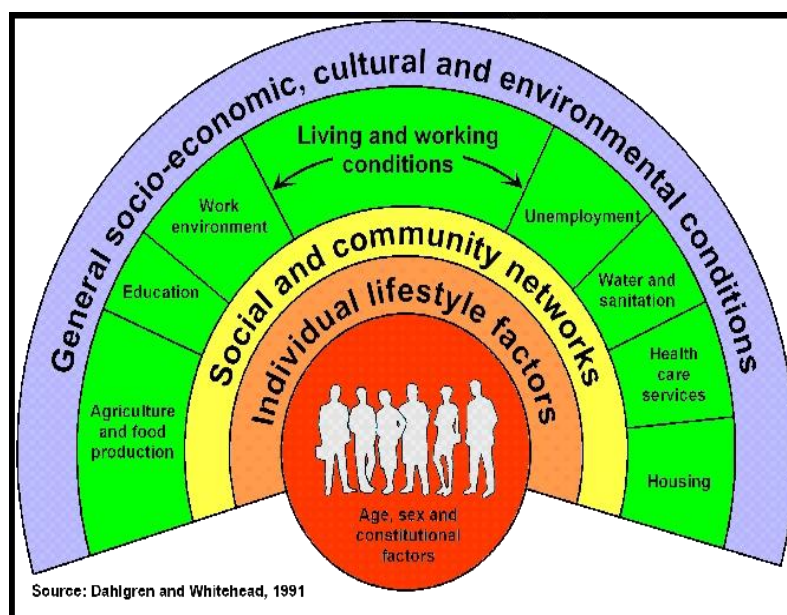 General socio-economic, cultural and environmental conditions
Living and working
conditions
Work
environment
Education
Agriculture
and food
production
Unemployment
Water and
sanitation
Health
care
services
Housing
Social and community networks
Individual lifestyle factors
Age, sex and
constitutional
factors
Source: Dahlgren and Whitehead, 1991